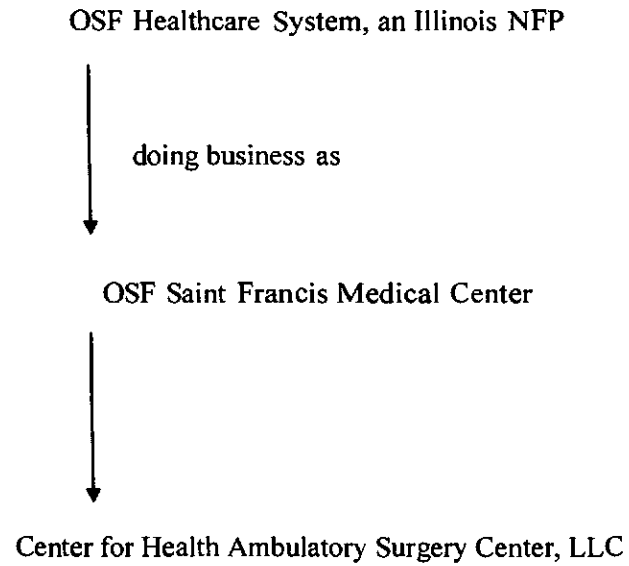 OSF Healthcare System, an Illinois NFP
doing business as
OSF Saint Francis Medical Center
Center for Health Ambulatory Surgery Center, LLC